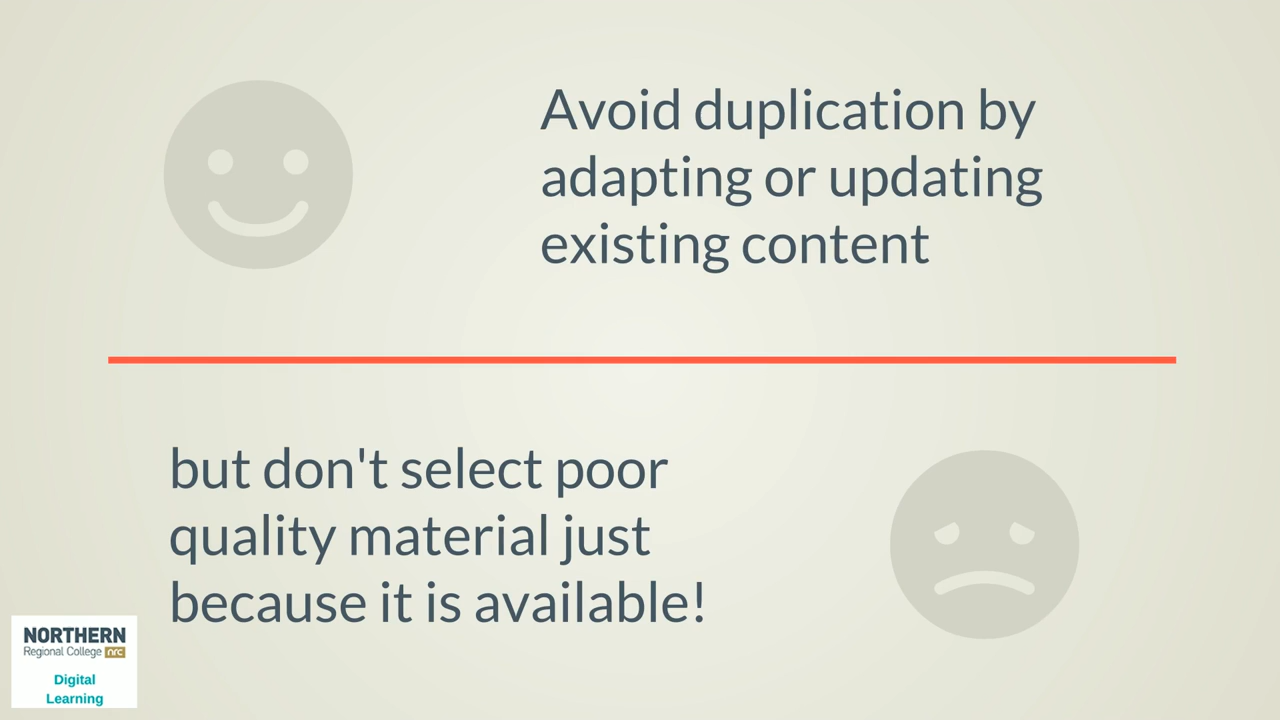 Avoid duplication by
adapting or updating
existing content
but don't select poor
quality material just
because it is available!
NORTHERN
Regional College nrc
Digital
Learning